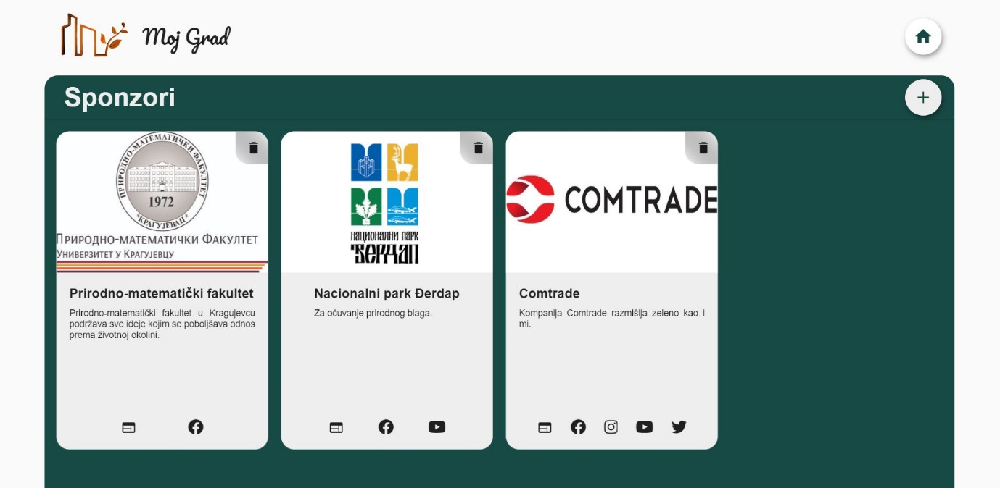 Moj Grad
Sponzori
ПРИРОДНО-МАТЕМАТИЧКИ ФАКУЛТЕТ
1972
*КРАГУЈЕВАЦ*
ПРИРОДНО-МАТЕМАТИЧКИ ФАКУЛТЕТ
УНИВЕРЗИТЕТ У КРАГУЈЕВЦУ
Prirodno-matematički fakultet
Prirodno-matematički fakultet u Kragujevcu
podržava sve ideje kojim se poboljšava odnos
prema životnoj okolini.
НАЦИОНАЛНИ ПАРК
ЂЕРДАП
Nacionalni park Đerdap
Za očuvanje prirodnog blaga.
COMTRADE
Comtrade
Kompanija Comtrade razmišlja zeleno kao i
mi.